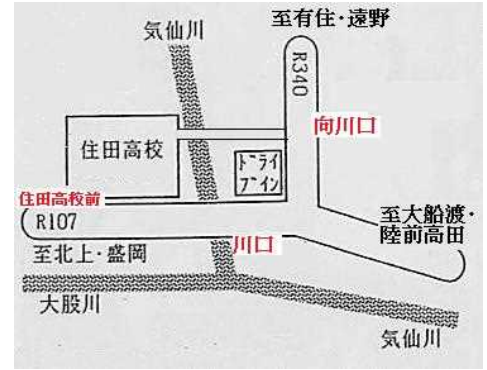 至有住・遠野
気仙川
R340
向川口
住田高校
ドライ
ブイン
住田高校前
R107
至大船渡・
陸前高田
川口
至北上・盛岡
大股川
気仙川